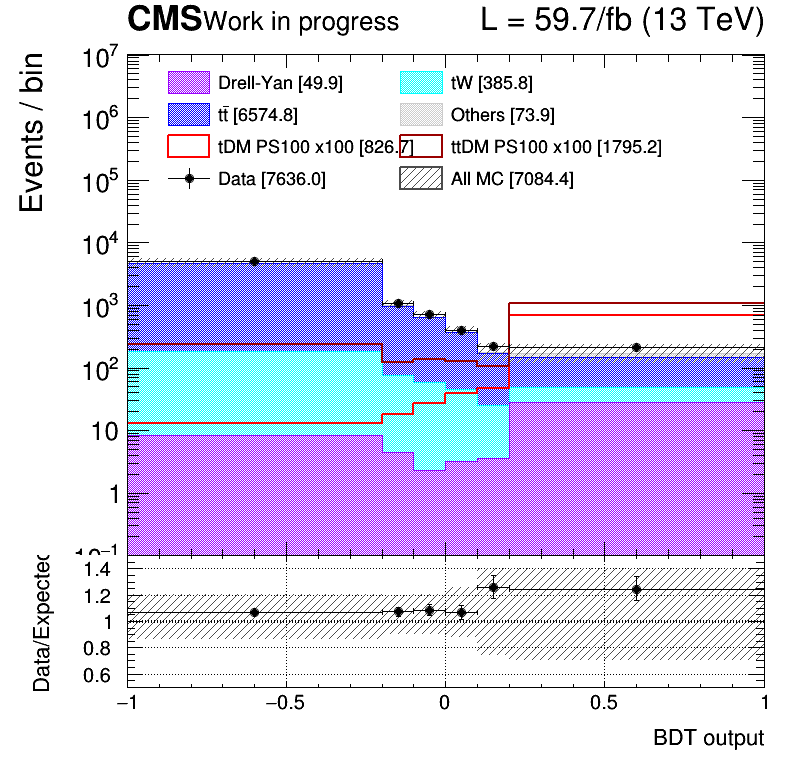 CMS Work in progress L = 59.7/fb (13 TeV)
Events / bin
10⁷
10⁶
10⁵
10⁴
10³
10²
10
1
10⁻¹
Drell-Yan [49.9] tW [385.8]
tt̄ [6574.8] Others [73.9]
tDM PS100 x100 [826.7] ttDM PS100 x100 [1795.2]
Data [7636.0] All MC [7084.4]
Data/Expected
1.4
1.2
1
0.8
0.6
−1 −0.5 0 0.5 1
BDT output